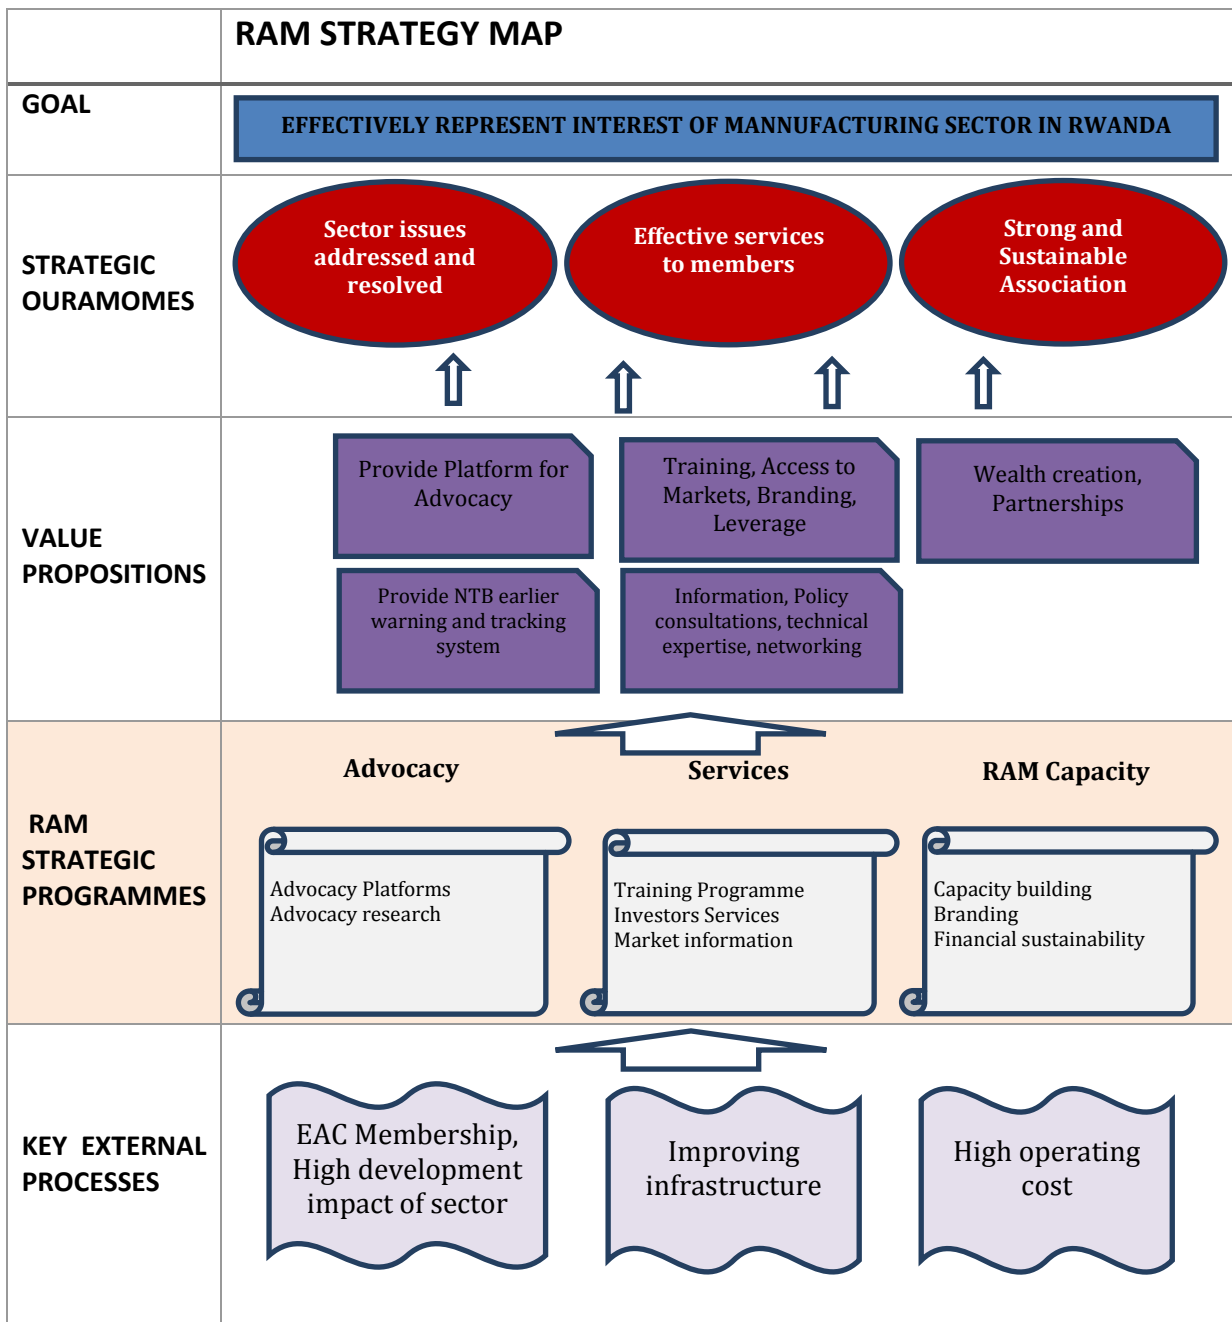 RAM STRATEGY MAP
GOAL
EFFECTIVELY REPRESENT INTEREST OF MANNUFACTURING SECTOR IN RWANDA
STRATEGIC
OURAMOMES
Sector issues
addressed and
resolved
Effective services
to members
Strong and
Sustainable
Association
VALUE
PROPOSITIONS
Provide Platform for
Advocacy
Training, Access to
Markets, Branding,
Leverage
Wealth creation,
Partnerships
Provide NTB earlier
warning and tracking
system
Information, Policy
consultations, technical
expertise, networking
RAM
STRATEGIC
PROGRAMMES
Advocacy
Services
RAM Capacity
Advocacy Platforms
Advocacy research
Training Programme
Investors Services
Market information
Capacity building
Branding
Financial sustainability
KEY EXTERNAL
PROCESSES
EAC Membership,
High development
impact of sector
Improving
infrastructure
High operating
cost